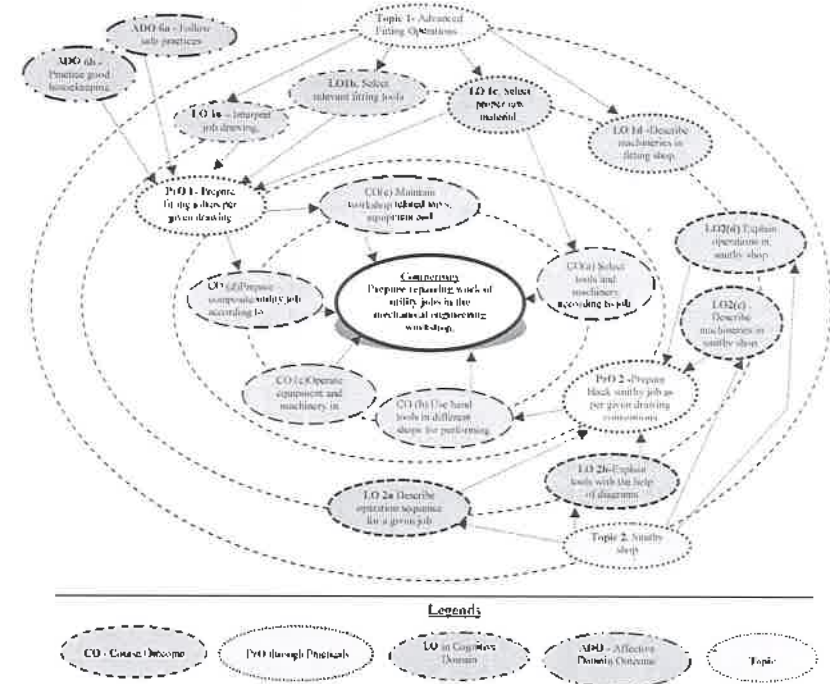 ADO 6a - Follow
safe practices
ADO 6b -
Practice good
housekeeping
Topic 1- Advanced
Fitting Operations
LO 1a - Interpret
job drawing.
LO1b. Select
relevant fitting tools
LO 1c. Select
proper raw
material
LO 1d -Describe
machineries in
fitting shop
PrO 1- Prepare
fitting job as per
given drawing
CO(e) Maintain
workshop related tools,
equipment and
CO (d)Prepare
composite utility job
according to
Competency
Prepare repairing work of
utility jobs in the
mechanical engineering
workshop.
CO(a) Select
tools and
machinery
according to job
LO2(d) Explain
operations in
smithy shop
LO2(c) -
Describe
machineries in
smithy shop
CO (c)Operate
equipment and
machinery in
CO (b) Use hand
tools in different
shops for performing
PrO 2 -Prepare
black smithy job as
per given drawing
LO 2b-Explain
tools with the help
of diagrams
LO 2a Describe
operation sequence
for a given job
Topic 2. Smithy
shop
Legends
CO - Course Outcome
PrO through Practicals
LO in Cognitive
Domain
ADO - Affective
Domain Outcome
Topic